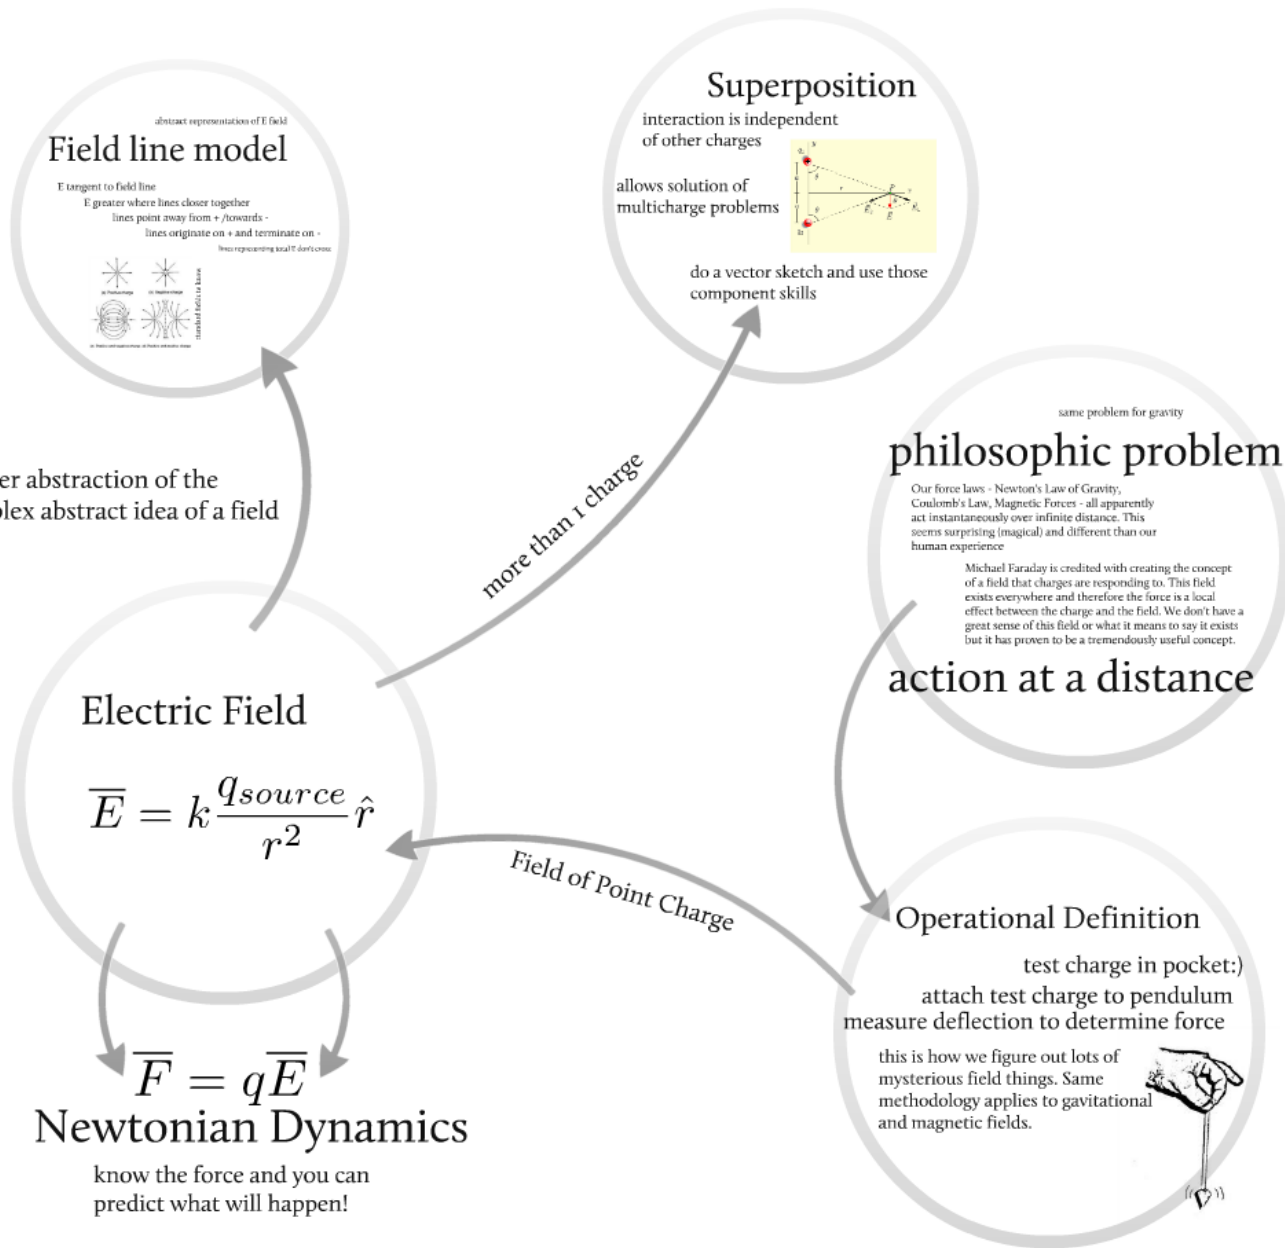 abstract representation of E field
Field line model
E tangent to field line
E greater where lines closer together
lines point away from + /towards -
lines originate on + and terminate on -
lines representing total E don't cross
standard fields to know
Superposition
interaction is independent
of other charges
allows solution of
multicharge problems
do a vector sketch and use those
component skills
er abstraction of the
plex abstract idea of a field
more than 1 charge
same problem for gravity
philosophic problem
Our force laws - Newton's Law of Gravity,
Coulomb's Law, Magnetic Forces - all apparently
act instantaneously over infinite distance. This
seems surprising (magical) and different than our
human experience
Michael Faraday is credited with creating the concept
of a field that charges are responding to. This field
exists everywhere and therefore the force is a local
effect between the charge and the field. We don't have a
great sense of this field or what it means to say it exists
but it has proven to be a tremendously useful concept.
action at a distance
Electric Field
E̅ = k q_source / r² r̂
Field of Point Charge
Operational Definition
test charge in pocket:)
attach test charge to pendulum
measure deflection to determine force
this is how we figure out lots of
mysterious field things. Same
methodology applies to gavitational
and magnetic fields.
F̅ = qE̅
Newtonian Dynamics
know the force and you can
predict what will happen!